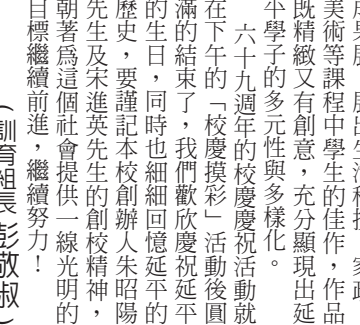 美術等課程中學生的佳作，作品
既精緻又有創意，充分顯現出延
平學子的多元性與多樣化。
六十九週年的校慶慶祝活動就
在下午的「校慶摸彩」活動後圓
滿的結束了，我們歡欣慶祝延平
的生日，同時也細細回憶延平的
歷史，要謹記本校創辦人朱昭陽
先生及宋進英先生的創校精神，
朝著為這個社會提供一線光明的
目標繼續前進，繼續努力！
（訓育組長 彭敬淑）